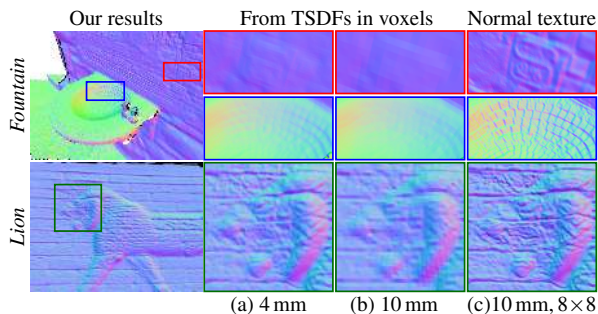 Our results
From TSDFs in voxels
Normal texture
Fountain
Lion
(a) 4 mm
(b) 10 mm
(c)10 mm, 8×8